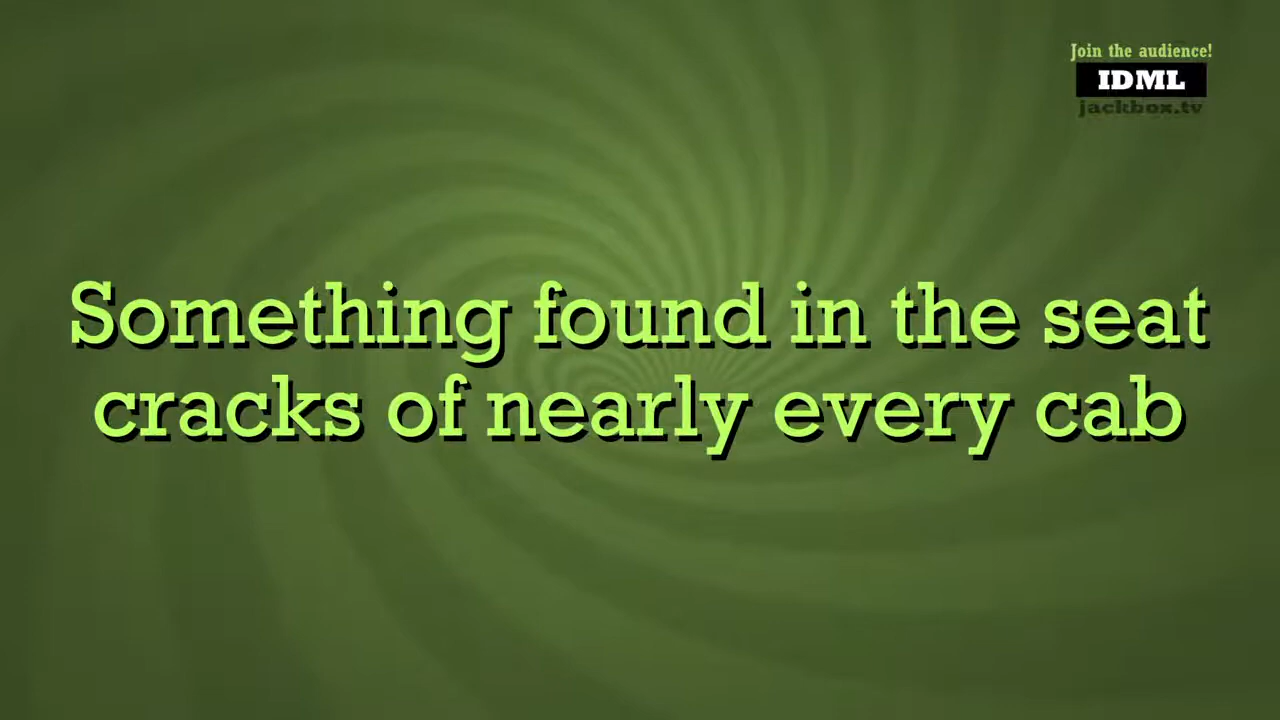 Join the audience!
IDML
jackbox.tv
Something found in the seat
cracks of nearly every cab